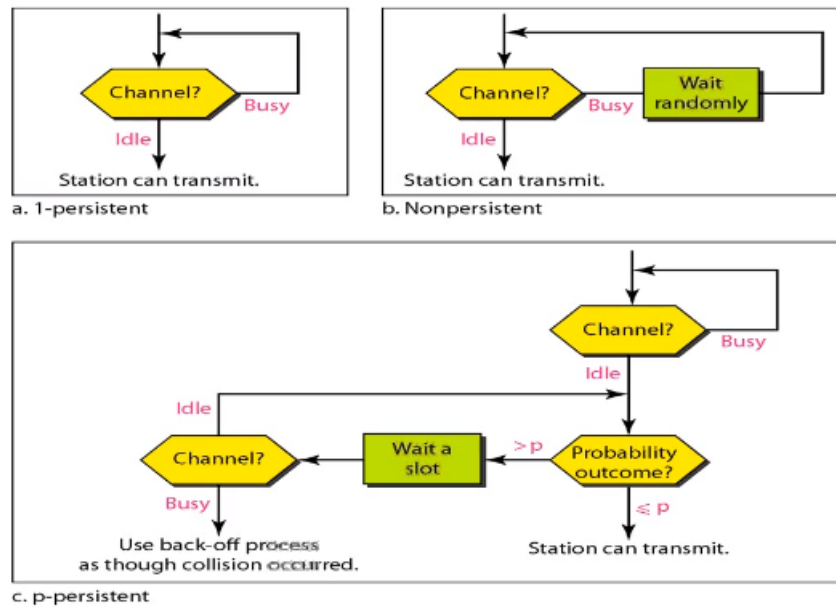 Channel?
Busy
Idle
Station can transmit.
a. 1-persistent
Channel?
Busy
Wait
randomly
Idle
Station can transmit.
b. Nonpersistent
Channel?
Busy
Idle
Idle
Channel?
Wait a
slot
> p
Probability
outcome?
Busy
⩽ p
Use back-off process
as though collision occurred.
Station can transmit.
c. p-persistent